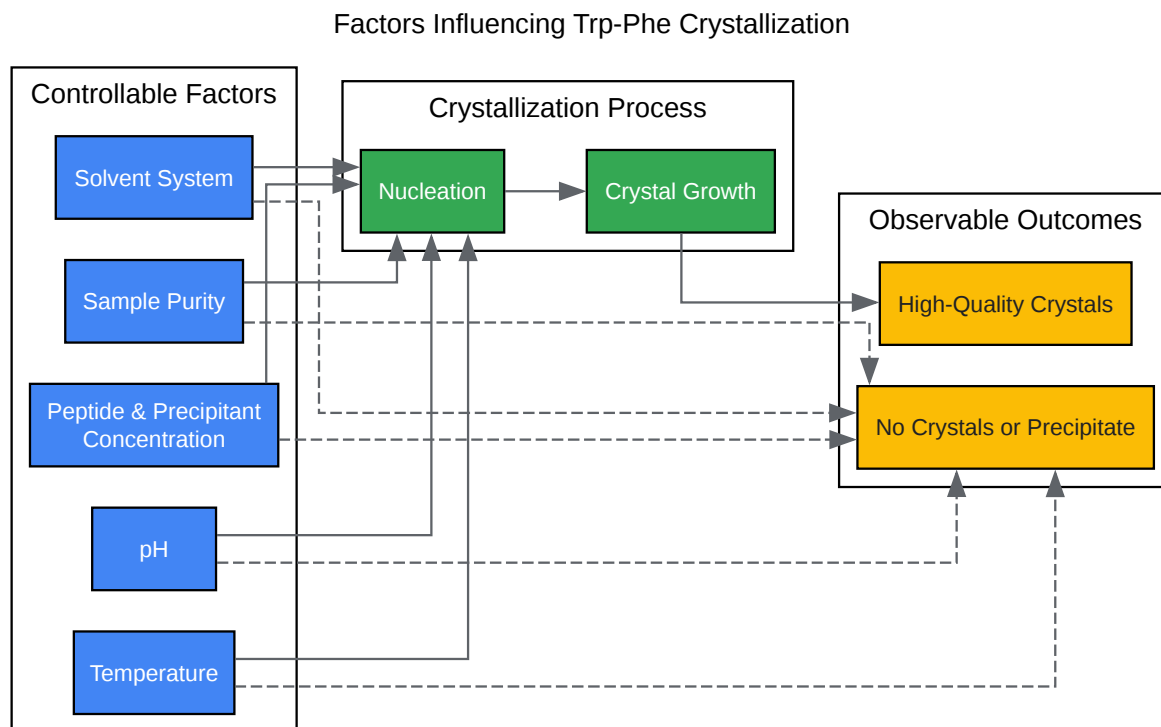 Factors Influencing Trp-Phe Crystallization
Controllable Factors
Solvent System
Sample Purity
Peptide & Precipitant
Concentration
pH
Temperature
Crystallization Process
Nucleation
Crystal Growth
Observable Outcomes
High-Quality Crystals
No Crystals or Precipitate